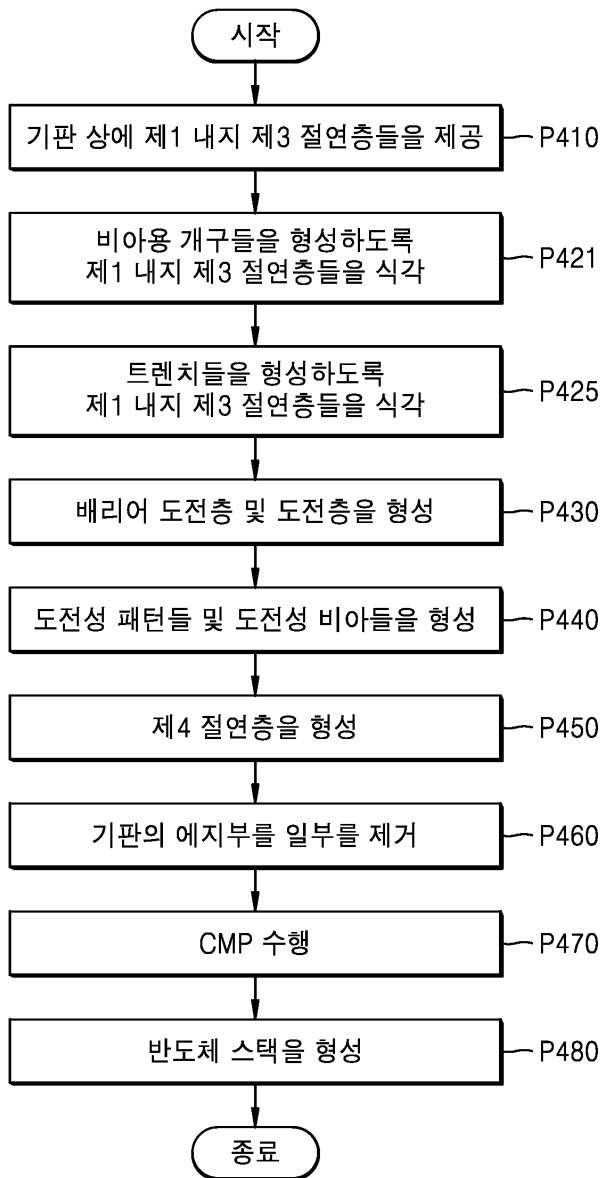 시작
기판 상에 제1 내지 제3 절연층들을 제공
P410
비아용 개구들을 형성하도록
제1 내지 제3 절연층들을 식각
P421
트렌치들을 형성하도록
제1 내지 제3 절연층들을 식각
P425
배리어 도전층 및 도전층을 형성
P430
도전성 패턴들 및 도전성 비아들을 형성
P440
제4 절연층을 형성
P450
기판의 에지부를 일부를 제거
P460
CMP 수행
P470
반도체 스택을 형성
P480
종료